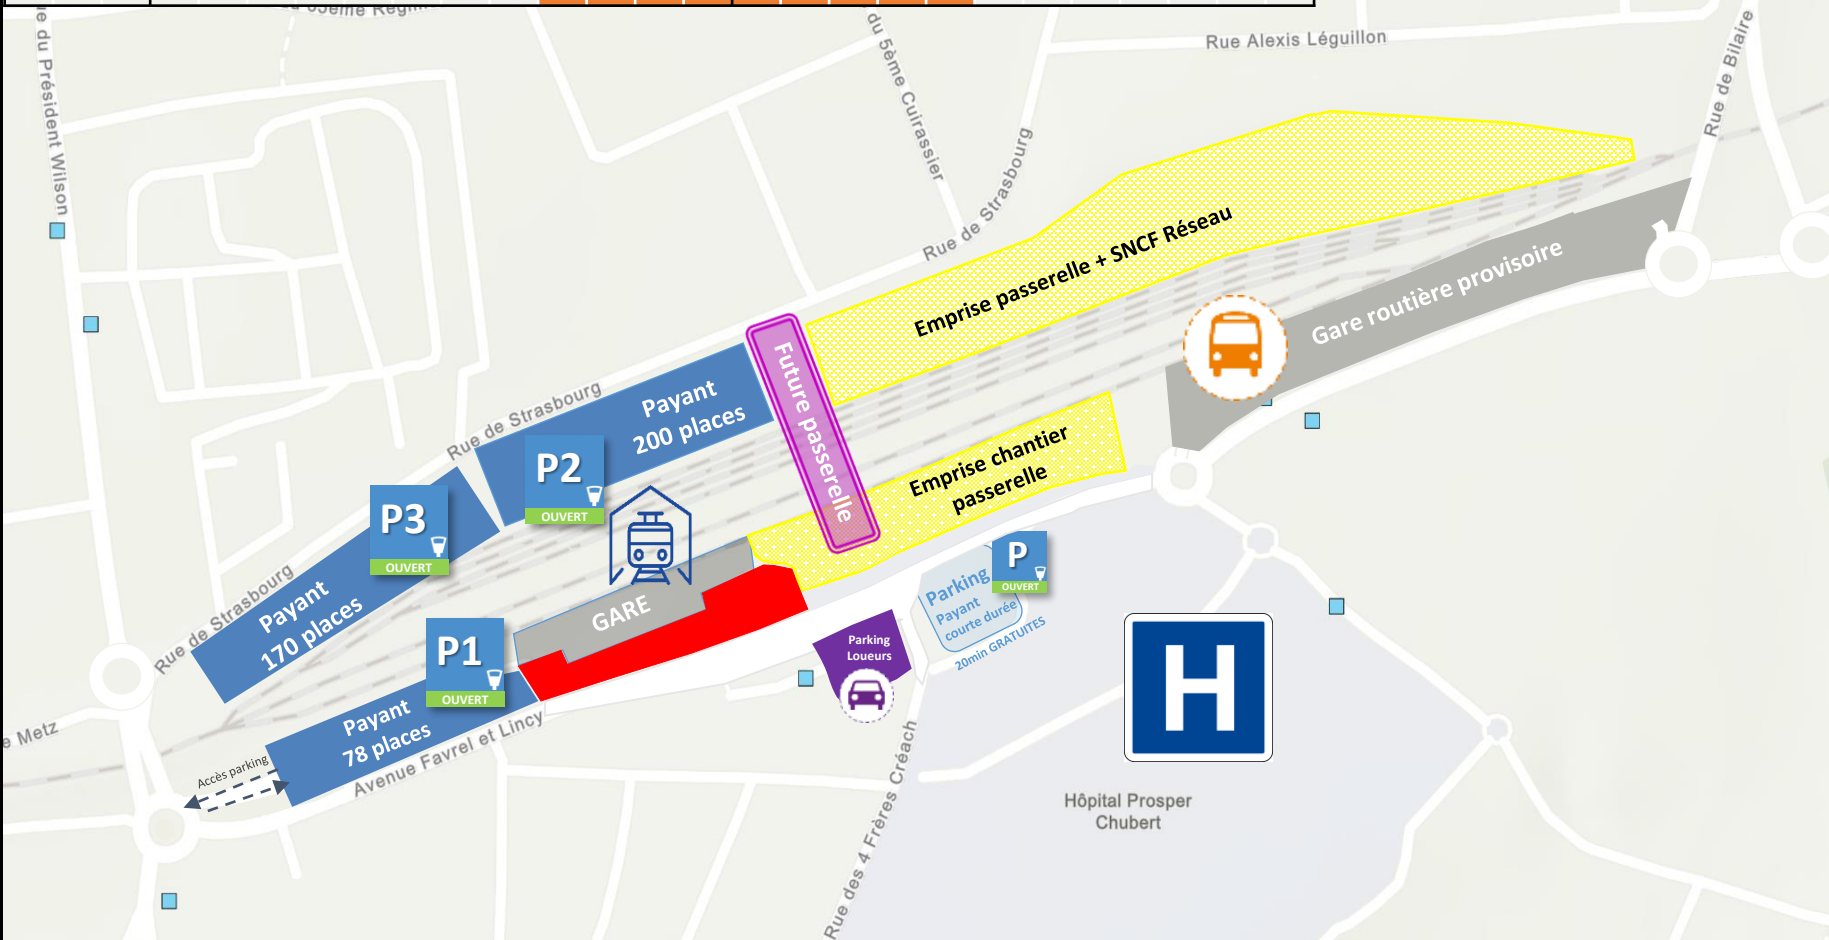 Rue Alexis Léguillon
Rue de Bilaire
du Président Wilson
du 5ème Cuirassier
Rue de Strasbourg
Emprise passerelle + SNCF Réseau
Gare routière provisoire
Future passerelle
Payant
200 places
Rue de Strasbourg
P2
OUVERT
Emprise chantier
passerelle
P3
OUVERT
Payant
170 places
Rue de Strasbourg
GARE
P
OUVERT
Parking
Payant
courte durée
20min GRATUITES
Parking
Loueurs
P1
OUVERT
Payant
78 places
Accès parking
Avenue Favrel et Lincy
e Metz
H
Hôpital Prosper
Chubert
Rue des 4 Frères Créach